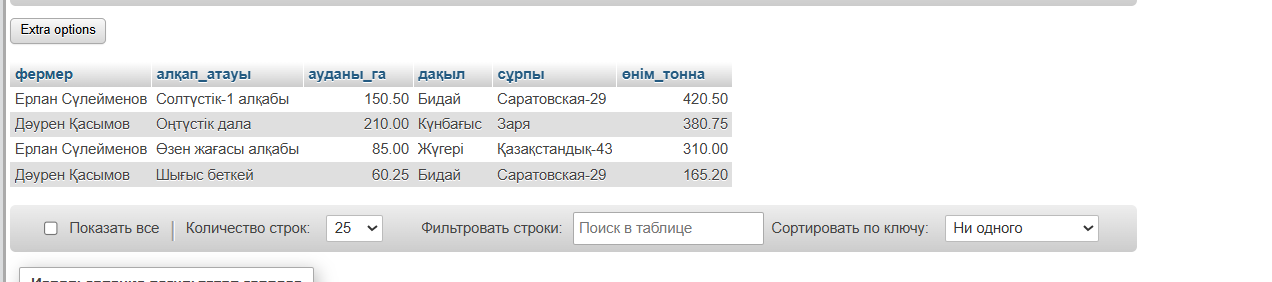 Extra options
фермер алқап_атауы ауданы_га дақыл сұрпы өнім_тонна
Ерлан Сүлейменов Солтүстік-1 алқабы 150.50 Бидай Саратовская-29 420.50
Дәурен Қасымов Оңтүстік дала 210.00 Күнбағыс Заря 380.75
Ерлан Сүлейменов Өзен жағасы алқабы 85.00 Жүгері Қазақстандық-43 310.00
Дәурен Қасымов Шығыс беткей 60.25 Бидай Саратовская-29 165.20
Показать все | Количество строк: 25 Фильтровать строки: Поиск в таблице Сортировать по ключу: Ни одного